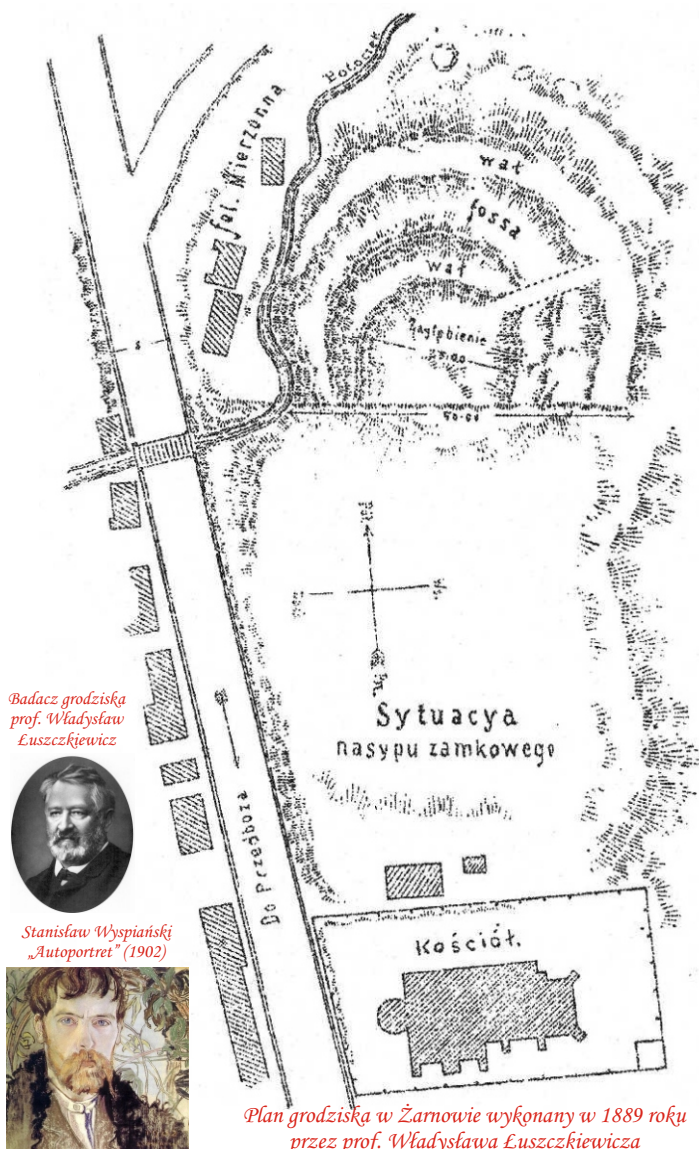 Potoczek
fol. Mierzonna
wał
fossa
wał
Zagłębienie
Sytuacya
nasypu zamkowego
Badacz grodziska
prof. Władysław
Łuszczkiewicz
Do Przedboza
Stanisław Wyspiański
„Autoportret” (1902)
Kościół.
Plan grodziska w Żarnowie wykonany w 1889 roku
przez prof. Władysława Łuszczkiewicza